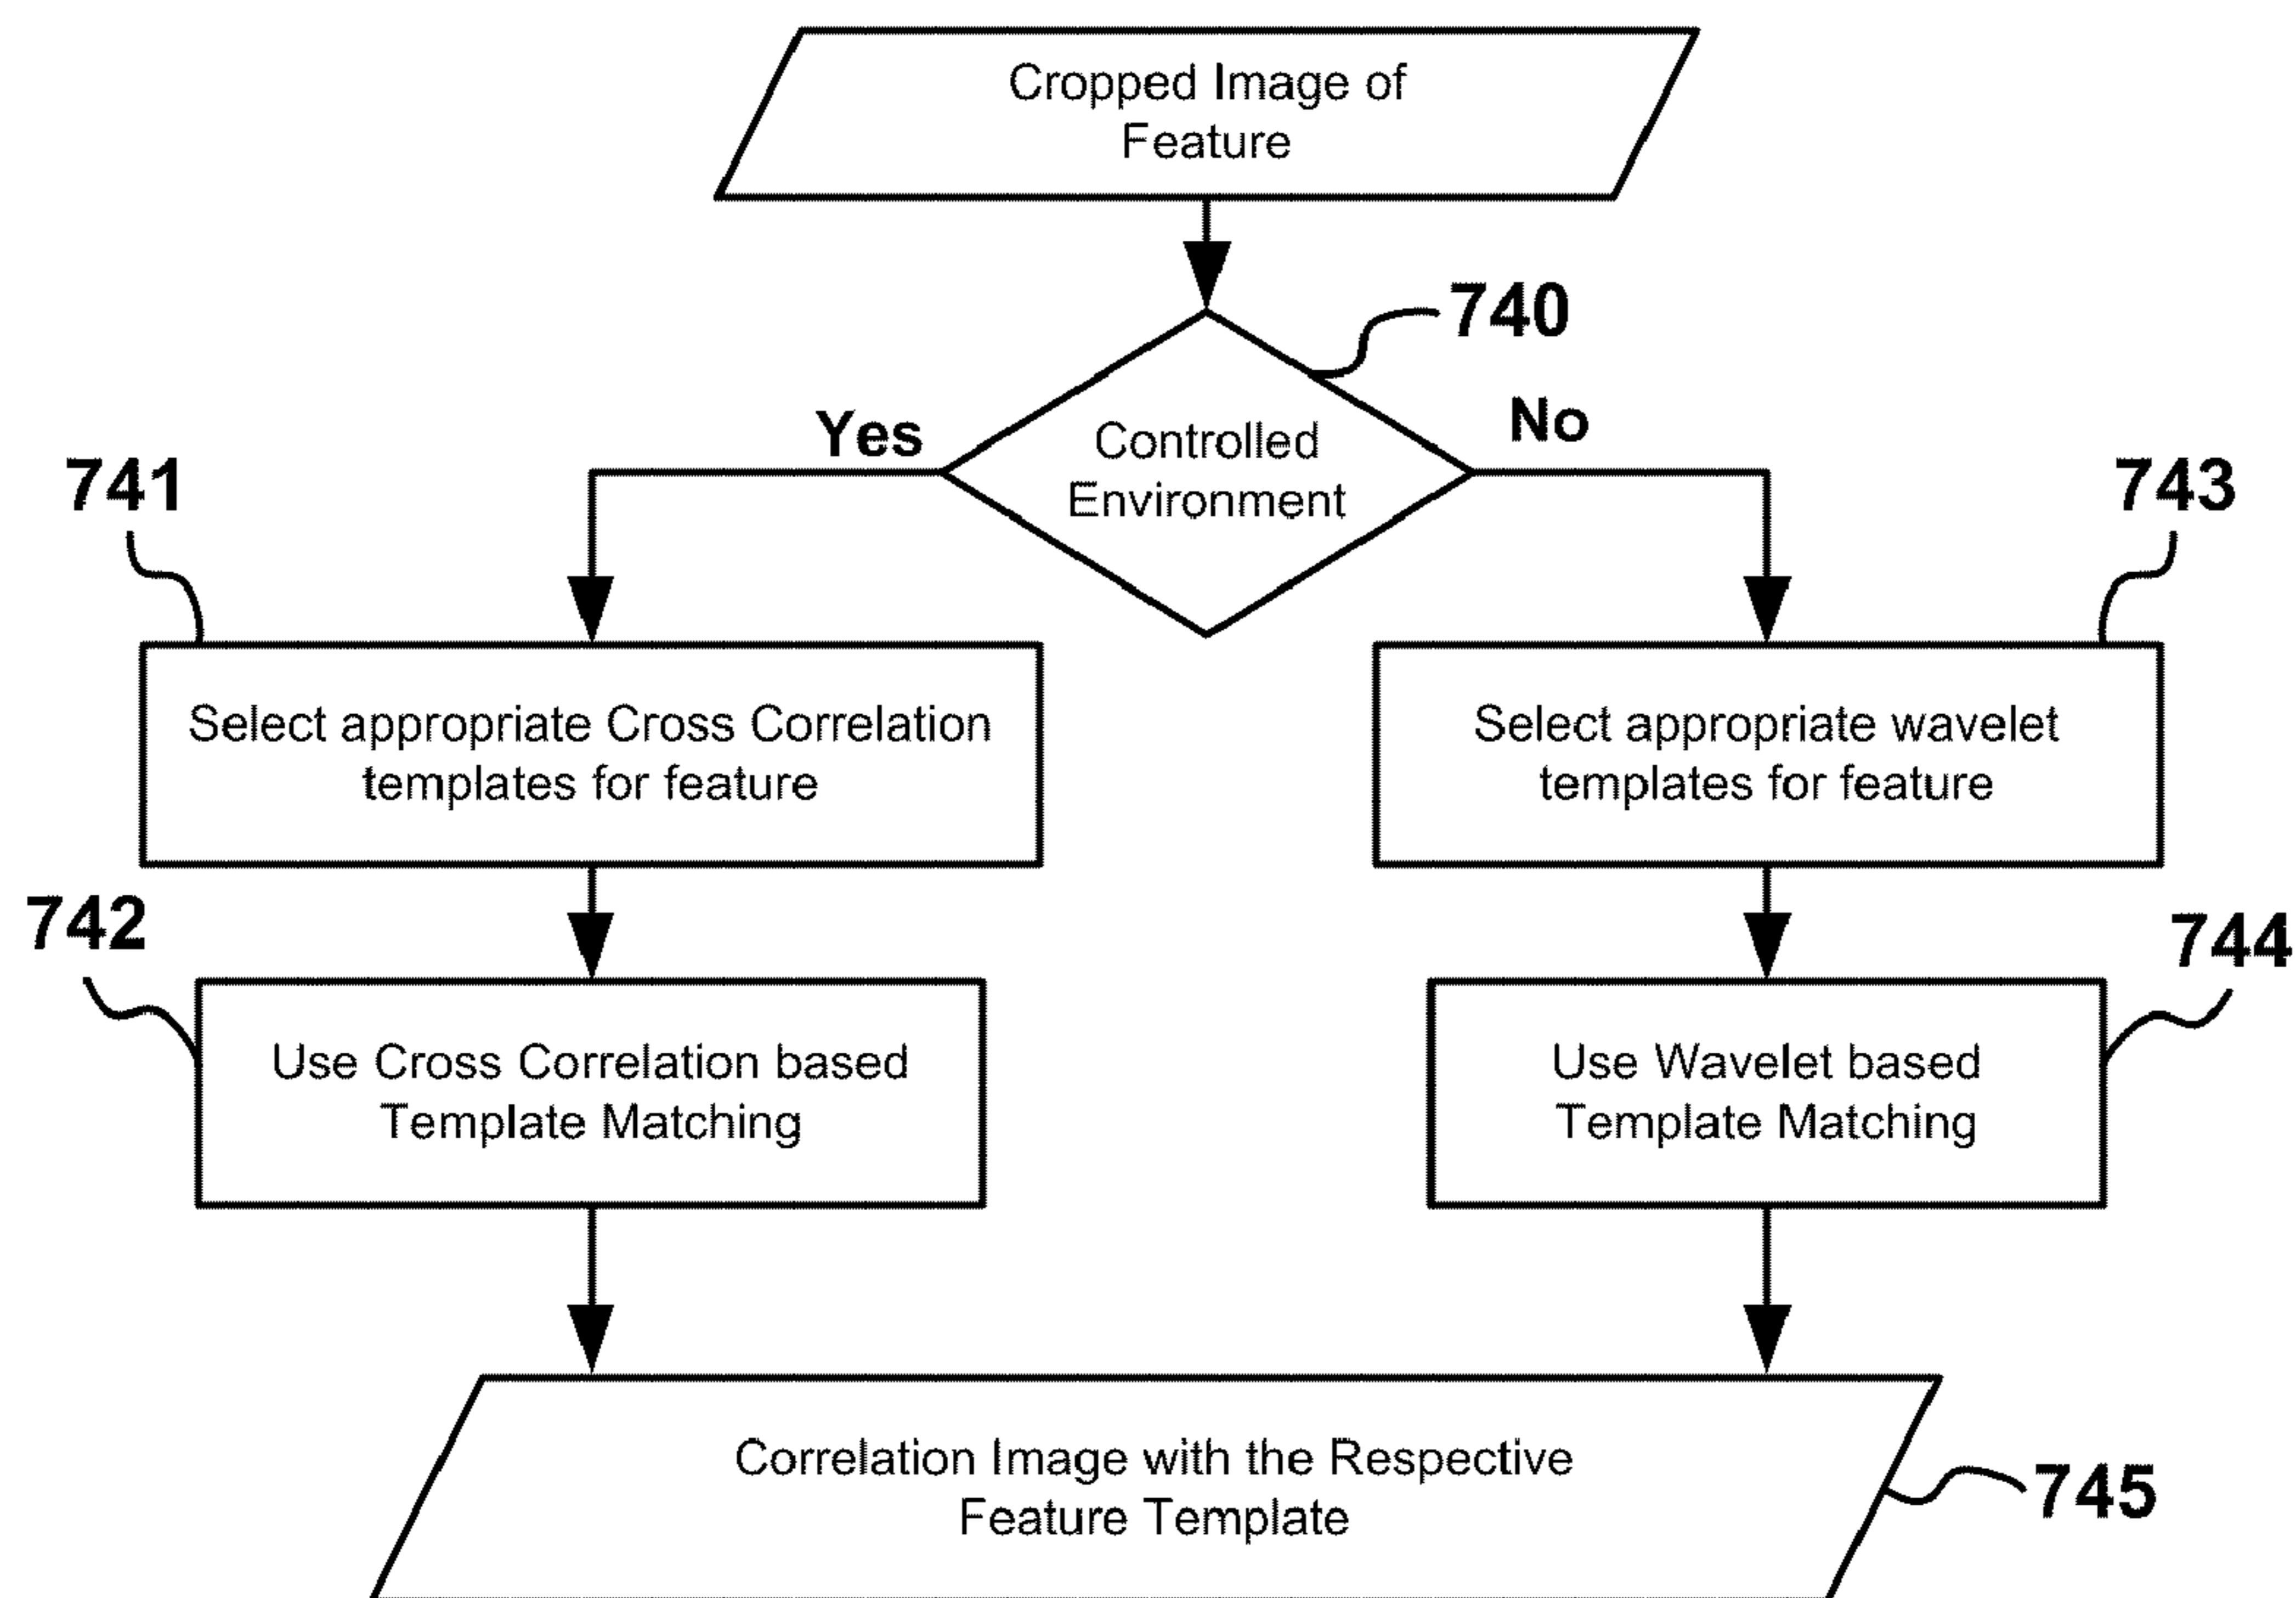 Cropped Image of
Feature
740
Yes
No
Controlled
Environment
741
743
Select appropriate Cross Correlation
templates for feature
Select appropriate wavelet
templates for feature
742
744
Use Cross Correlation based
Template Matching
Use Wavelet based
Template Matching
Correlation Image with the Respective
Feature Template
745